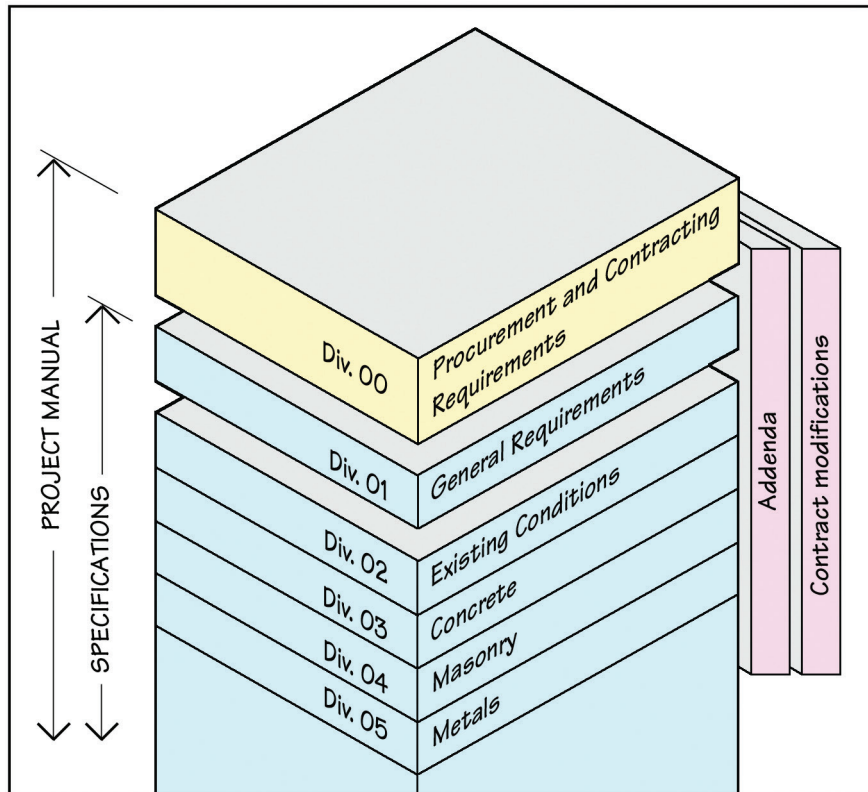 PROJECT MANUAL
SPECIFICATIONS
Div. 00
Procurement and Contracting
Requirements
Div. 01
General Requirements
Div. 02
Existing Conditions
Div. 03
Concrete
Div. 04
Masonry
Div. 05
Metals
Addenda
Contract modifications